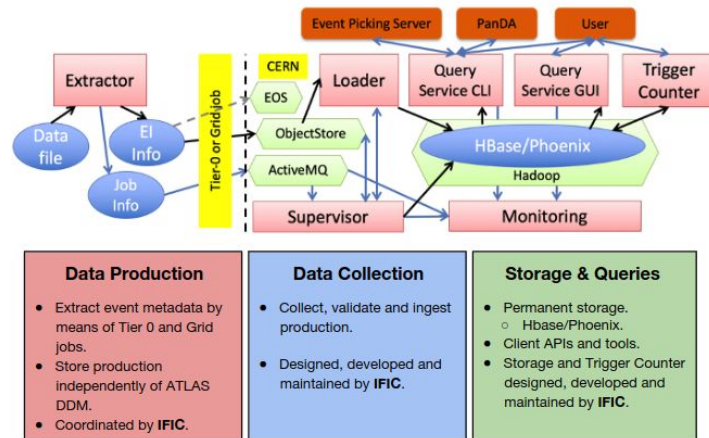 Event Picking Server
PanDA
User
Extractor
CERN
Loader
Query
Service CLI
Query
Service GUI
Trigger
Counter
EOS
Data
file
EI
Info
Tier-0 or Grid job
ObjectStore
HBase/Phoenix
Hadoop
ActiveMQ
Job
Info
Supervisor
Monitoring
Data Production
● Extract event metadata by
means of Tier 0 and Grid
jobs.
● Store production
independently of ATLAS
DDM.
● Coordinated by IFIC.
Data Collection
● Collect, validate and ingest
production.
● Designed, developed and
maintained by IFIC.
Storage & Queries
● Permanent storage.
○ Hbase/Phoenix.
● Client APIs and tools.
● Storage and Trigger Counter
designed, developed and
maintained by IFIC.